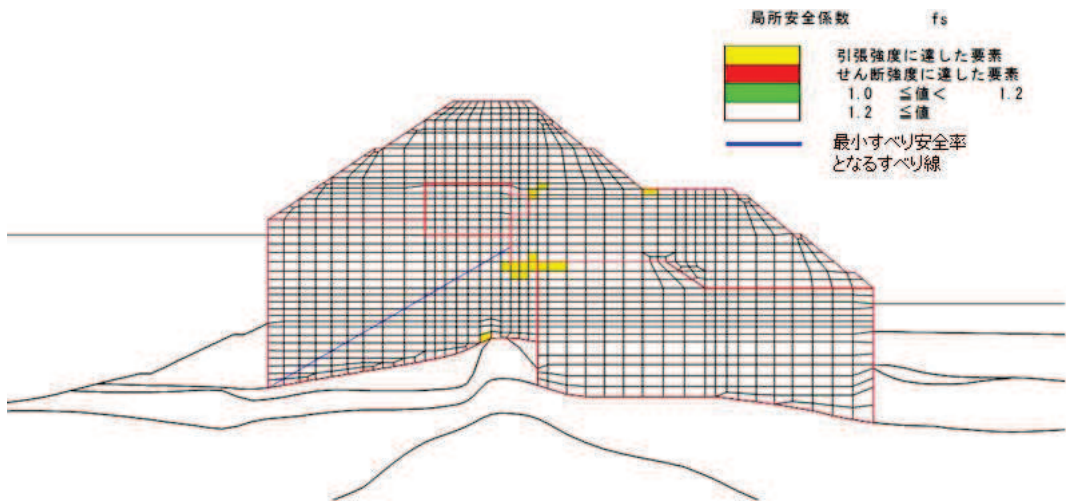 局所安全係数 fs
引張強度に達した要素
せん断強度に達した要素
1.0 ≦値< 1.2
1.2 ≦値
最小すべり安全率
となるすべり線